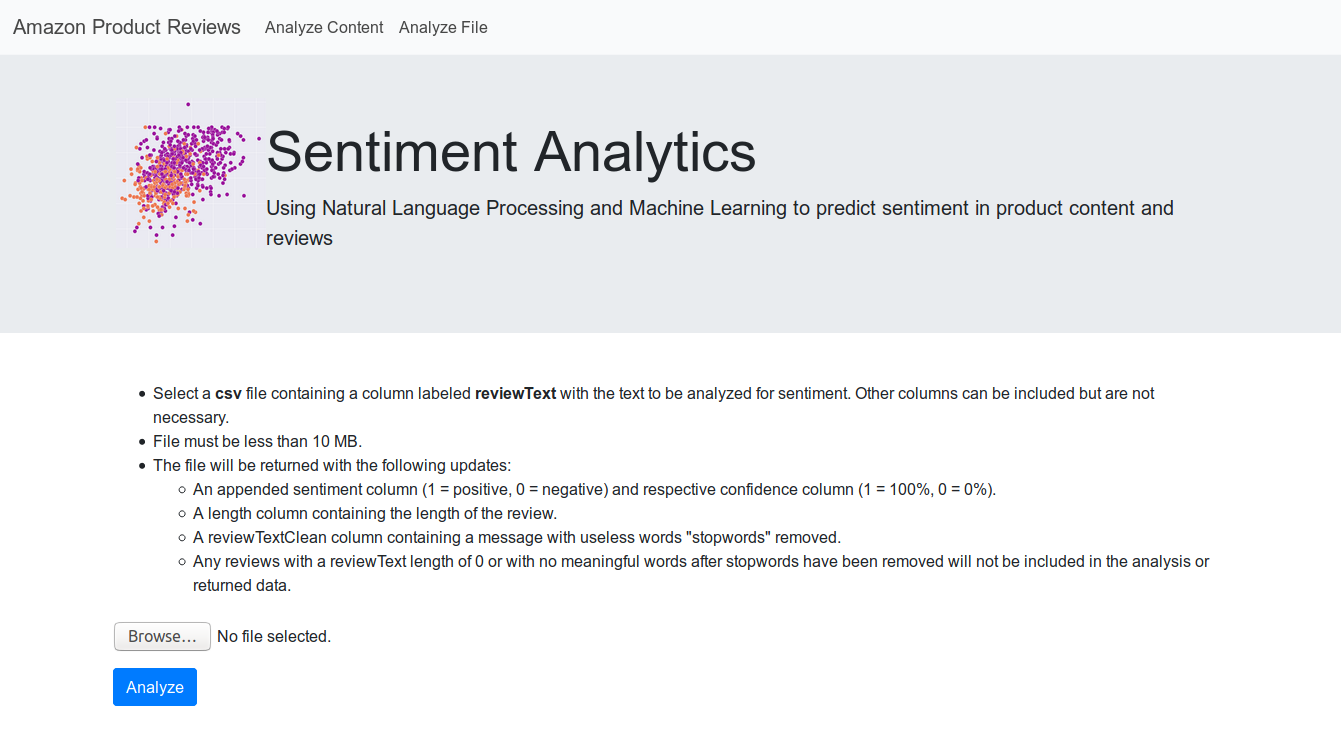 Amazon Product Reviews Analyze Content Analyze File
Sentiment Analytics
Using Natural Language Processing and Machine Learning to predict sentiment in product content and
reviews
Select a csv file containing a column labeled reviewText with the text to be analyzed for sentiment. Other columns can be included but are not
necessary.
File must be less than 10 MB.
The file will be returned with the following updates:
An appended sentiment column (1 = positive, 0 = negative) and respective confidence column (1 = 100%, 0 = 0%).
A length column containing the length of the review.
A reviewTextClean column containing a message with useless words "stopwords" removed.
Any reviews with a reviewText length of 0 or with no meaningful words after stopwords have been removed will not be included in the analysis or
returned data.
Browse... No file selected.
Analyze